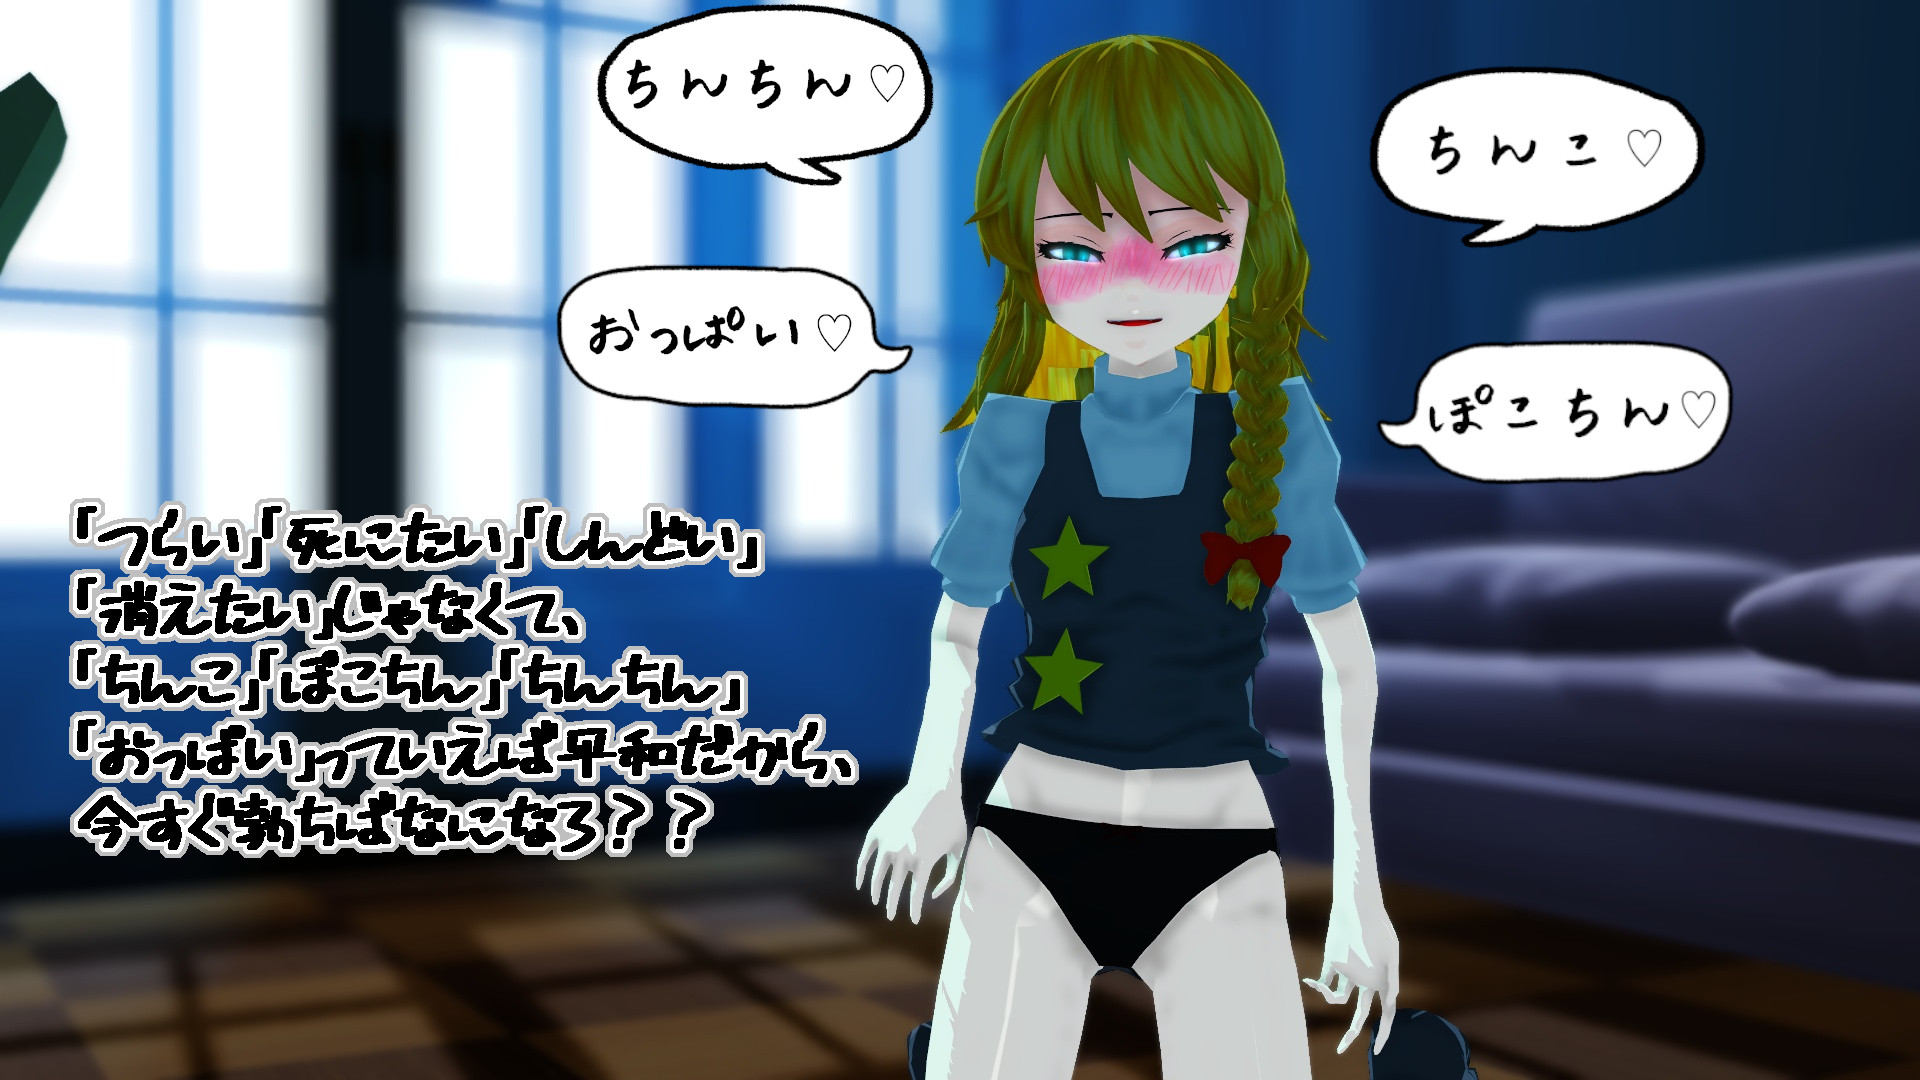 ちんちん♡
ちんこ♡
おっぱい♡
ぽこちん♡
「つらい」「死にたい」「しんどい」
「消えたい」じゃなくて、
「ちんこ」「ぽこちん」「ちんちん」
「おっぱい」っていえば平和だから、
今すぐ勃ちばなになろ？？